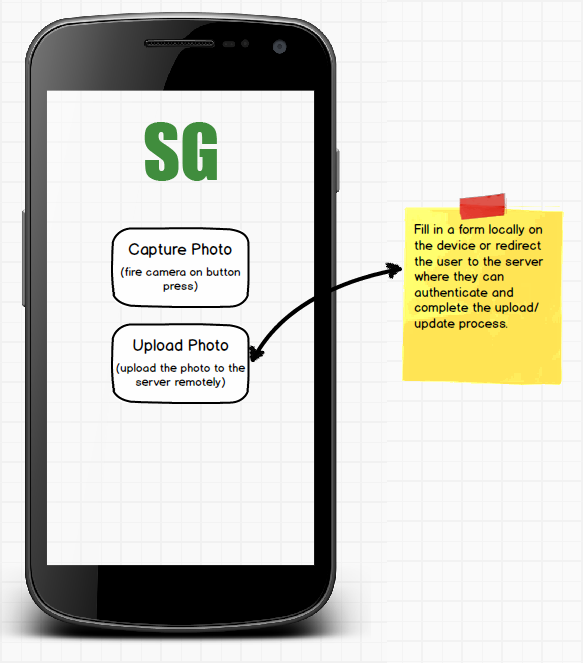 SG
Capture Photo
(fire camera on button
press)
Upload Photo
(upload the photo to the
server remotely)
Fill in a form locally on
the device or redirect
the user to the server
where they can
authenticate and
complete the upload/
update process.